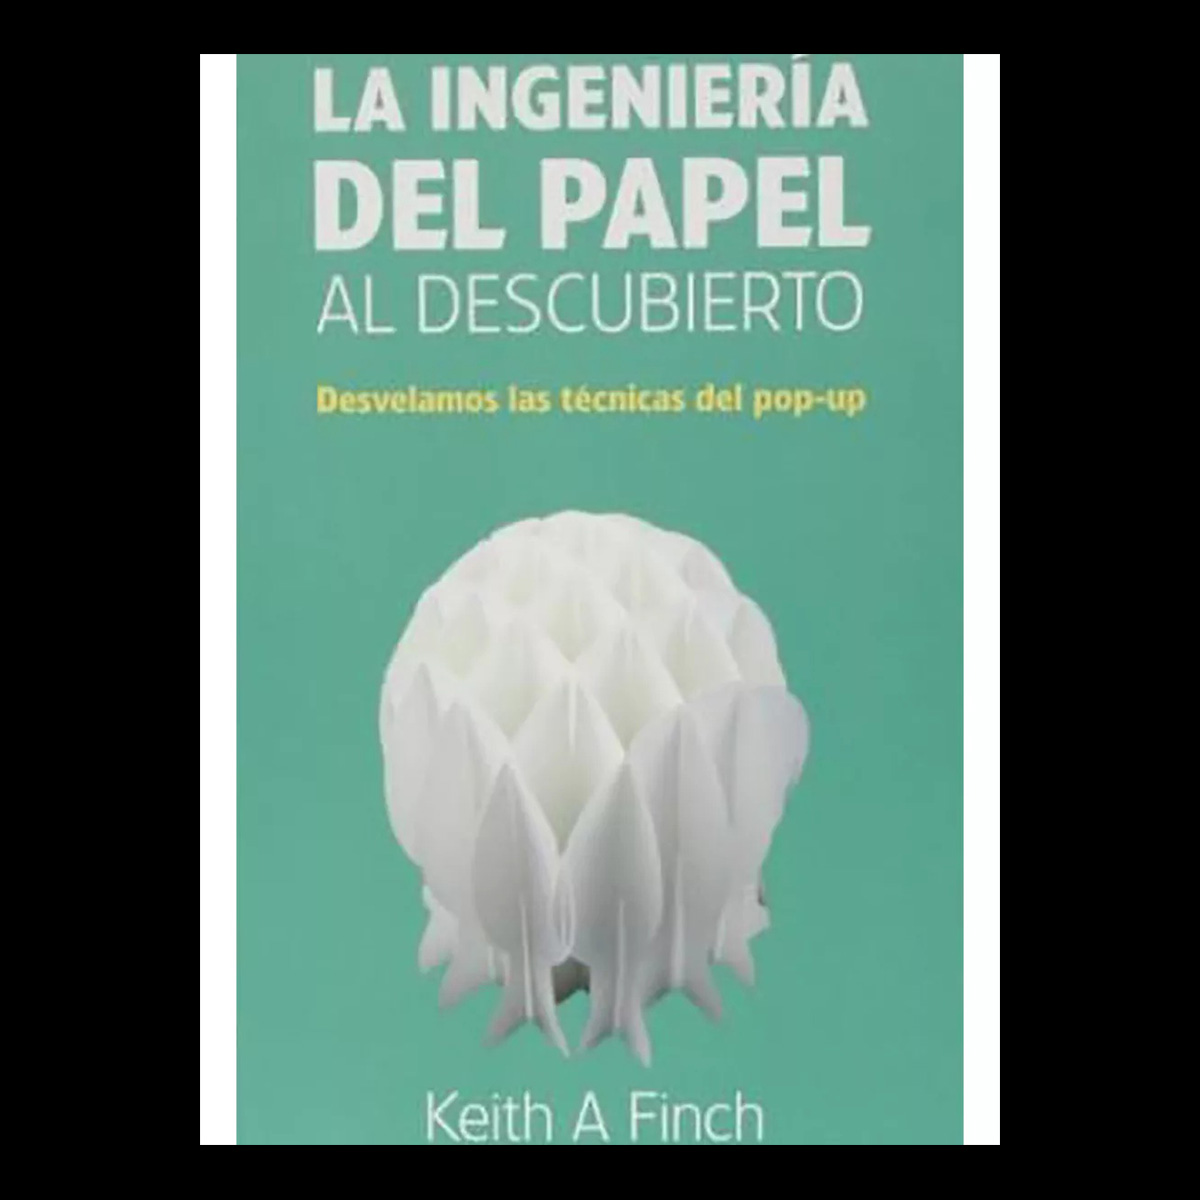 LA INGENIERÍA
DEL PAPEL
AL DESCUBIERTO
Desvelamos las técnicas del pop-up
Keith A Finch